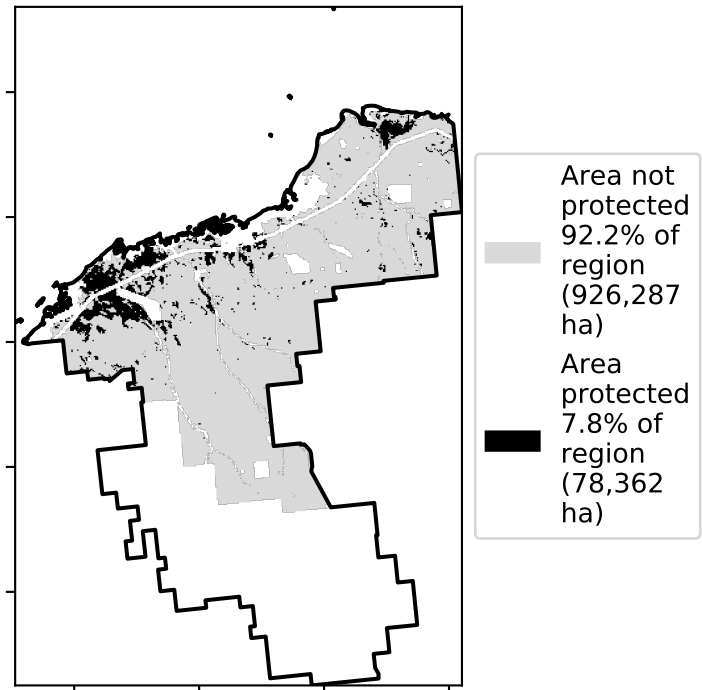 Area not
protected
92.2% of
region
(926,287
ha)
Area
protected
7.8% of
region
(78,362
ha)